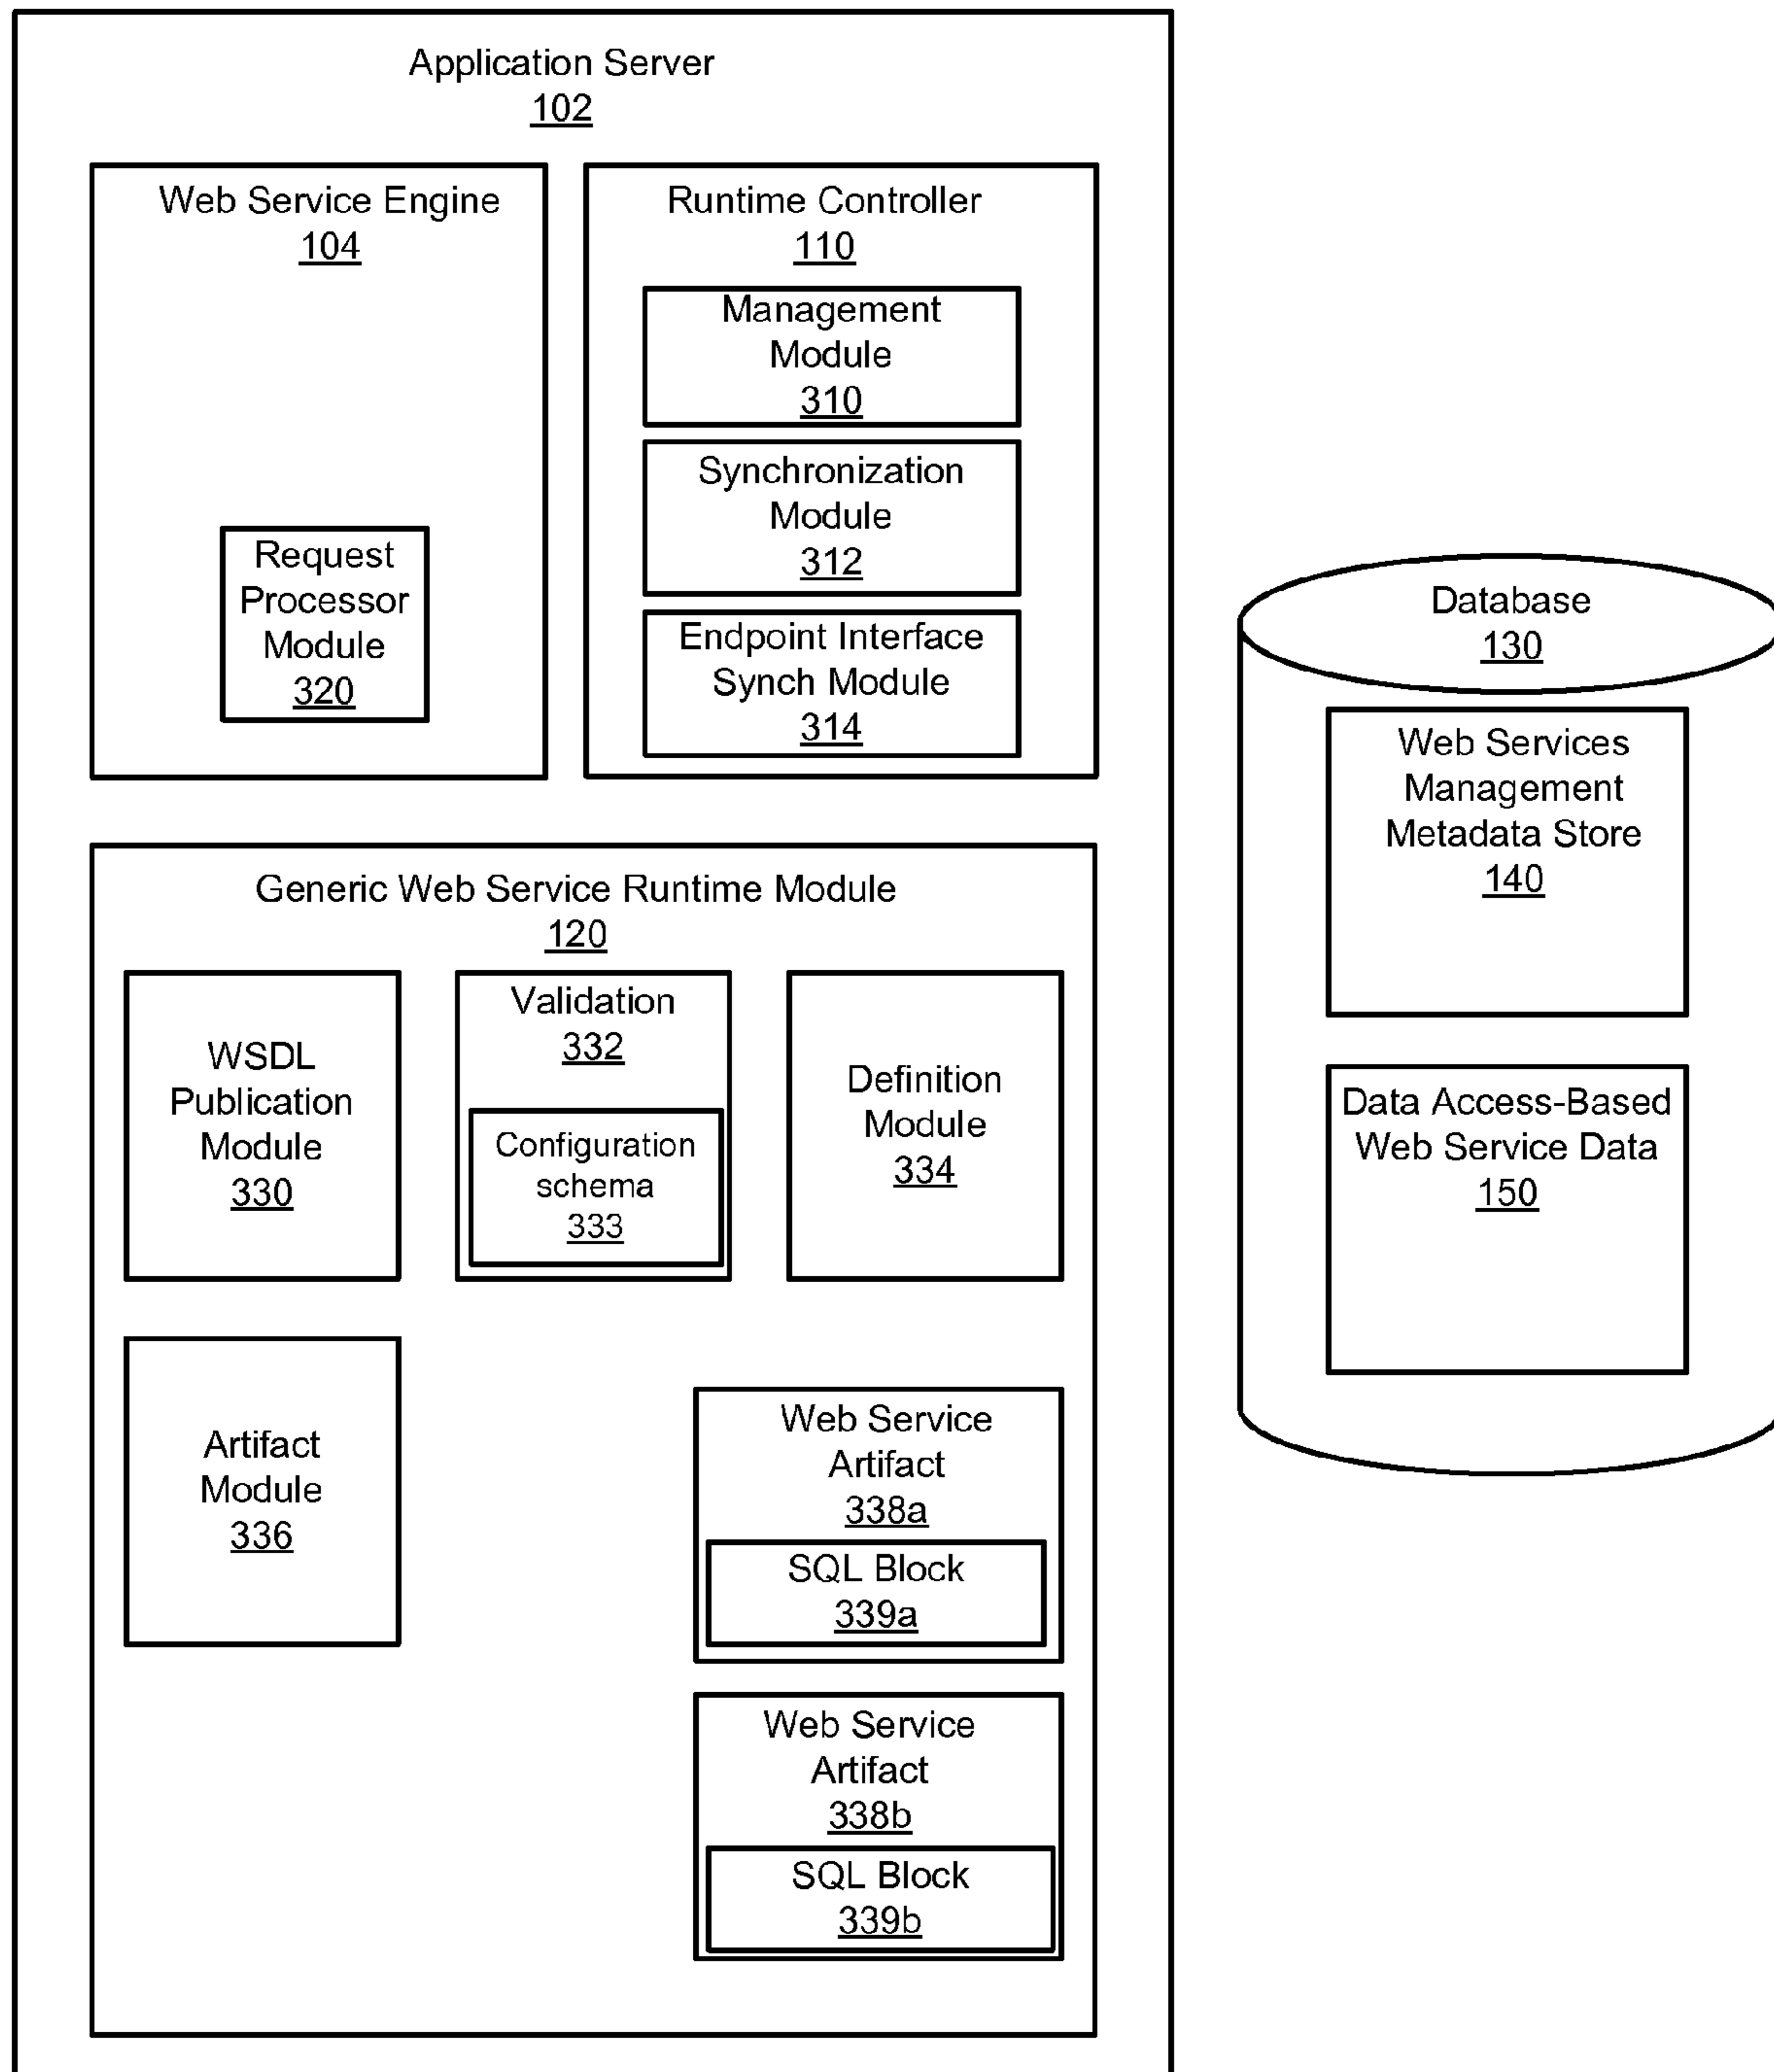 Application Server
102
Web Service Engine
104
Request
Processor
Module
320
Runtime Controller
110
Management
Module
310
Synchronization
Module
312
Endpoint Interface
Synch Module
314
Generic Web Service Runtime Module
120
WSDL
Publication
Module
330
Validation
332
Configuration
schema
333
Definition
Module
334
Artifact
Module
336
Web Service
Artifact
338a
SQL Block
339a
Web Service
Artifact
338b
SQL Block
339b
Database
130
Web Services
Management
Metadata Store
140
Data Access-Based
Web Service Data
150